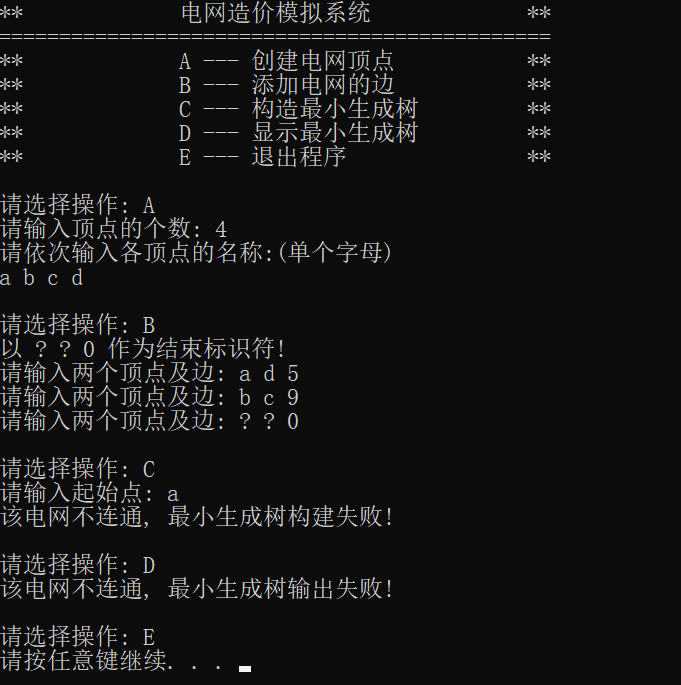 **             电网造价模拟系统             **
==============================================
**             A --- 创建电网顶点           **
**             B --- 添加电网的边           **
**             C --- 构造最小生成树         **
**             D --- 显示最小生成树         **
**             E --- 退出程序               **
请选择操作: A
请输入顶点的个数: 4
请依次输入各顶点的名称:(单个字母)
a b c d
请选择操作: B
以 ? ? 0 作为结束标识符!
请输入两个顶点及边: a d 5
请输入两个顶点及边: b c 9
请输入两个顶点及边: ? ? 0
请选择操作: C
请输入起始点: a
该电网不连通, 最小生成树构建失败!
请选择操作: D
该电网不连通, 最小生成树输出失败!
请选择操作: E
请按任意键继续. . .